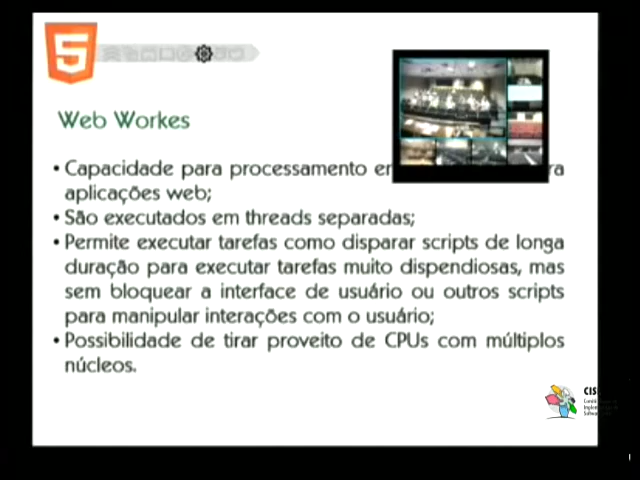 5
Web Workes
• Capacidade para processamento
aplicações web;
• São executados em threads separadas;
• Permite executar tarefas como disparar scripts de longa
duração para executar tarefas muito dispendiosas, mas
sem bloquear a interface de usuário ou outros scripts
para manipular interações com o usuário;
• Possibilidade de tirar proveito de CPUs com múltiplos
núcleos.
CIS